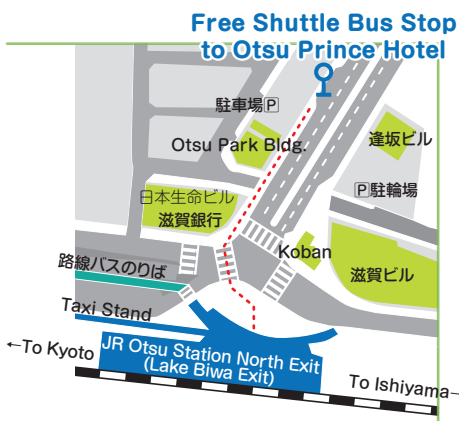 Free Shuttle Bus Stop
to Otsu Prince Hotel
駐車場P
Otsu Park Bldg.
逢坂ビル
日本生命ビル
滋賀銀行
P駐輪場
Koban
滋賀ビル
路線バスのりば
Taxi Stand
←To Kyoto
JR Otsu Station North Exit
(Lake Biwa Exit)
To Ishiyama→